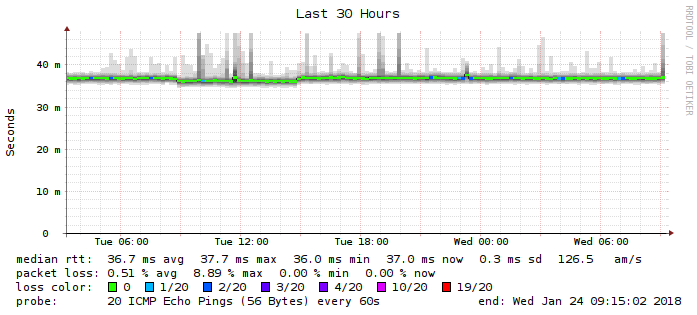 Last 30 Hours
RRDTOOL / TOBI OETIKER
Seconds
40 m
30 m
20 m
10 m
0
Tue 06:00 Tue 12:00 Tue 18:00 Wed 00:00 Wed 06:00
median rtt: 36.7 ms avg 37.7 ms max 36.0 ms min 37.0 ms now 0.3 ms sd 126.5 am/s
packet loss: 0.51 % avg 8.89 % max 0.00 % min 0.00 % now
loss color: 0 1/20 2/20 3/20 4/20 10/20 19/20
probe: 20 ICMP Echo Pings (56 Bytes) every 60s end: Wed Jan 24 09:15:02 2018